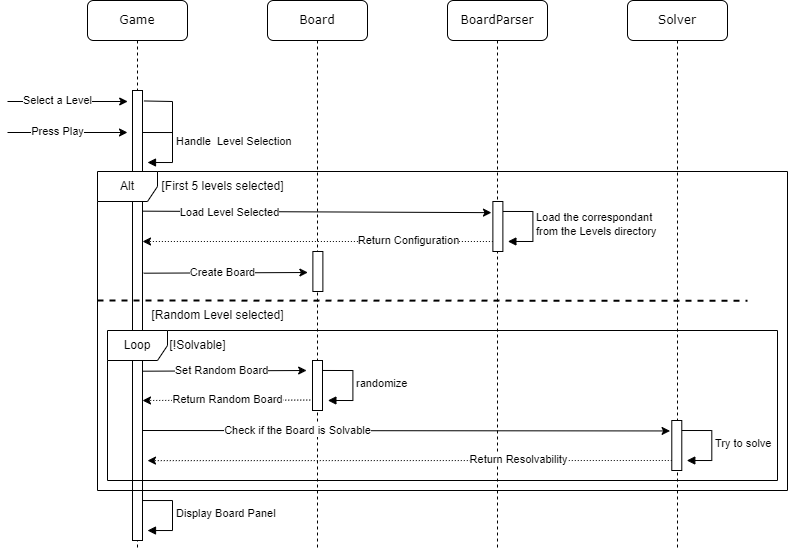 Game
Board
BoardParser
Solver
Select a Level
Press Play
Handle Level Selection
Alt
[First 5 levels selected]
Load Level Selected
Load the correspondant
from the Levels directory
Return Configuration
Create Board
[Random Level selected]
Loop
[!Solvable]
Set Random Board
randomize
Return Random Board
Check if the Board is Solvable
Try to solve
Return Resolvability
Display Board Panel